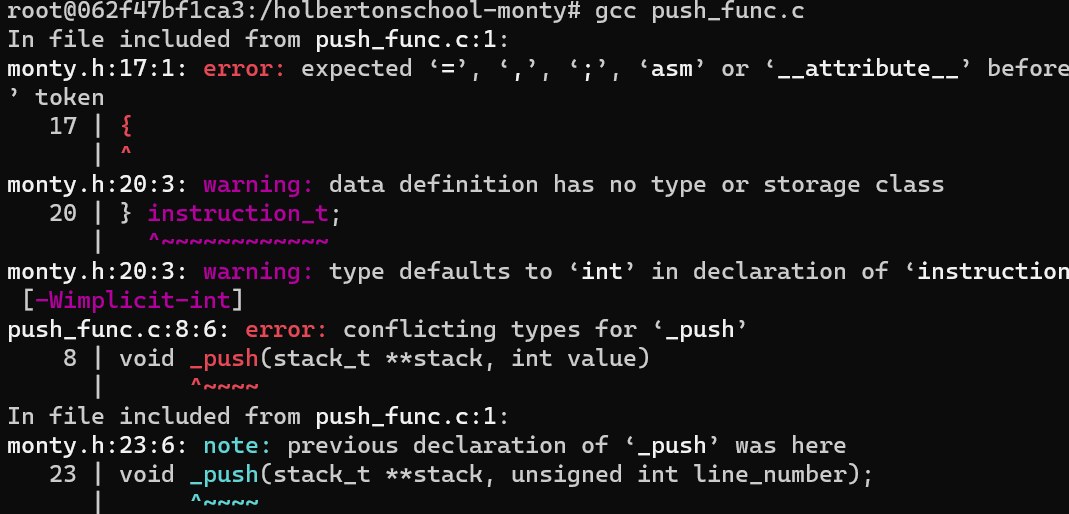 root@062f47bf1ca3:/holbertonschool-monty# gcc push_func.c
In file included from push_func.c:1:
monty.h:17:1: error: expected ‘=’, ‘,’, ‘;’, ‘asm’ or ‘__attribute__’ before
’ token
   17 | {
      | ^
monty.h:20:3: warning: data definition has no type or storage class
   20 | } instruction_t;
      |   ^~~~~~~~~~~~~
monty.h:20:3: warning: type defaults to ‘int’ in declaration of ‘instruction
 [-Wimplicit-int]
push_func.c:8:6: error: conflicting types for ‘_push’
    8 | void _push(stack_t **stack, int value)
      |      ^~~~~
In file included from push_func.c:1:
monty.h:23:6: note: previous declaration of ‘_push’ was here
   23 | void _push(stack_t **stack, unsigned int line_number);
      |      ^~~~~